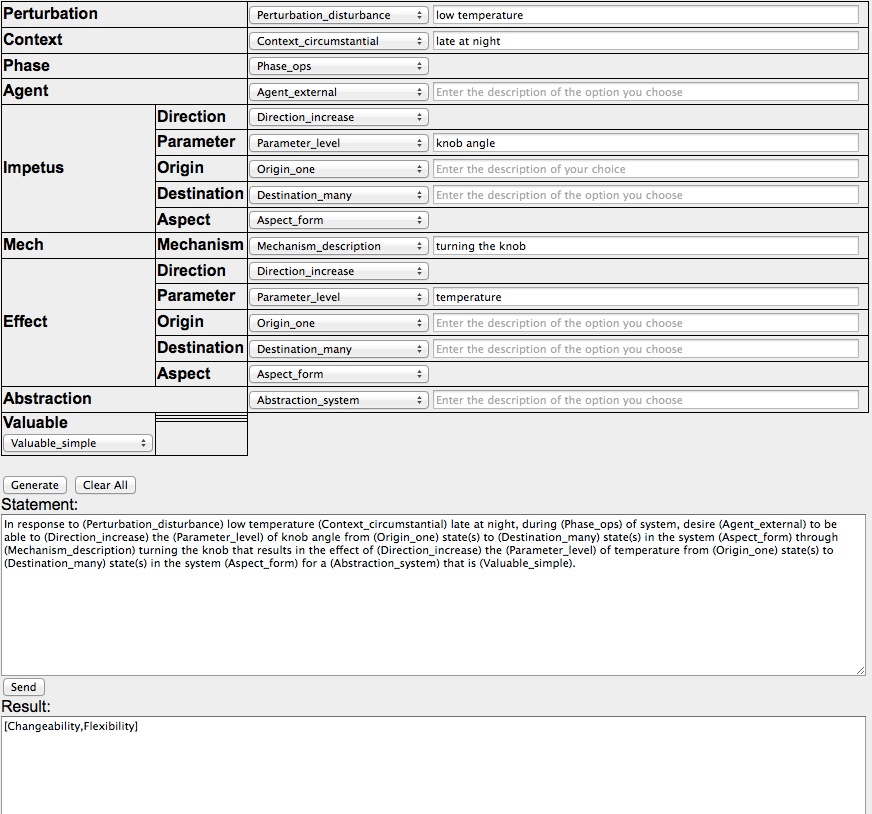 Perturbation Perturbation_disturbance low temperature
Context Context_circumstantial late at night
Phase Phase_ops
Agent Agent_external Enter the description of the option you choose
Direction Direction_increase
Parameter Parameter_level knob angle
Impetus Origin Origin_one Enter the description of your choice
Destination Destination_many Enter the description of the option you choose
Aspect Aspect_form
Mech Mechanism Mechanism_description turning the knob
Direction Direction_increase
Parameter Parameter_level temperature
Effect Origin Origin_one Enter the description of the option you choose
Destination Destination_many Enter the description of the option you choose
Aspect Aspect_form
Abstraction Abstraction_system Enter the description of the option you choose
Valuable
Valuable_simple
Generate Clear All
Statement:
In response to (Perturbation_disturbance) low temperature (Context_circumstantial) late at night, during (Phase_ops) of system, desire (Agent_external) to be
able to (Direction_increase) the (Parameter_level) of knob angle from (Origin_one) state(s) to (Destination_many) state(s) in the system (Aspect_form) through
(Mechanism_description) turning the knob that results in the effect of (Direction_increase) the (Parameter_level) of temperature from (Origin_one) state(s) to
(Destination_many) state(s) in the system (Aspect_form) for a (Abstraction_system) that is (Valuable_simple).
Send
Result:
[Changeability,Flexibility]